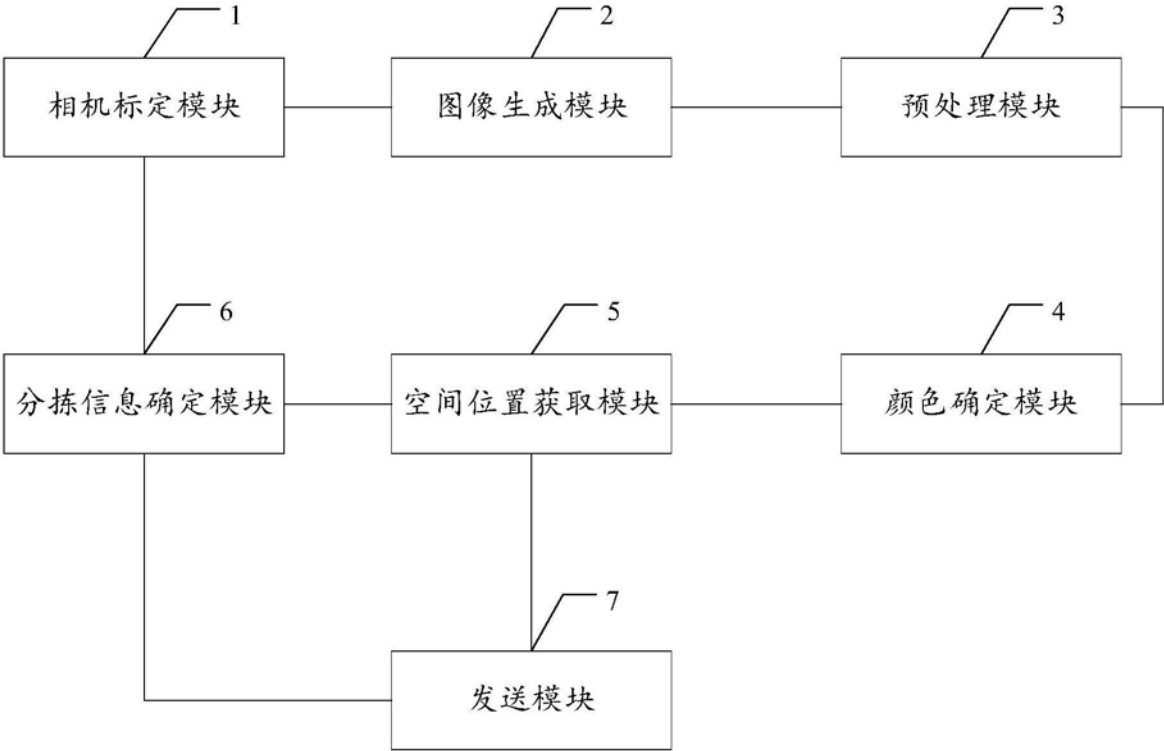 1
相机标定模块
2
图像生成模块
3
预处理模块
6
分拣信息确定模块
5
空间位置获取模块
4
颜色确定模块
7
发送模块